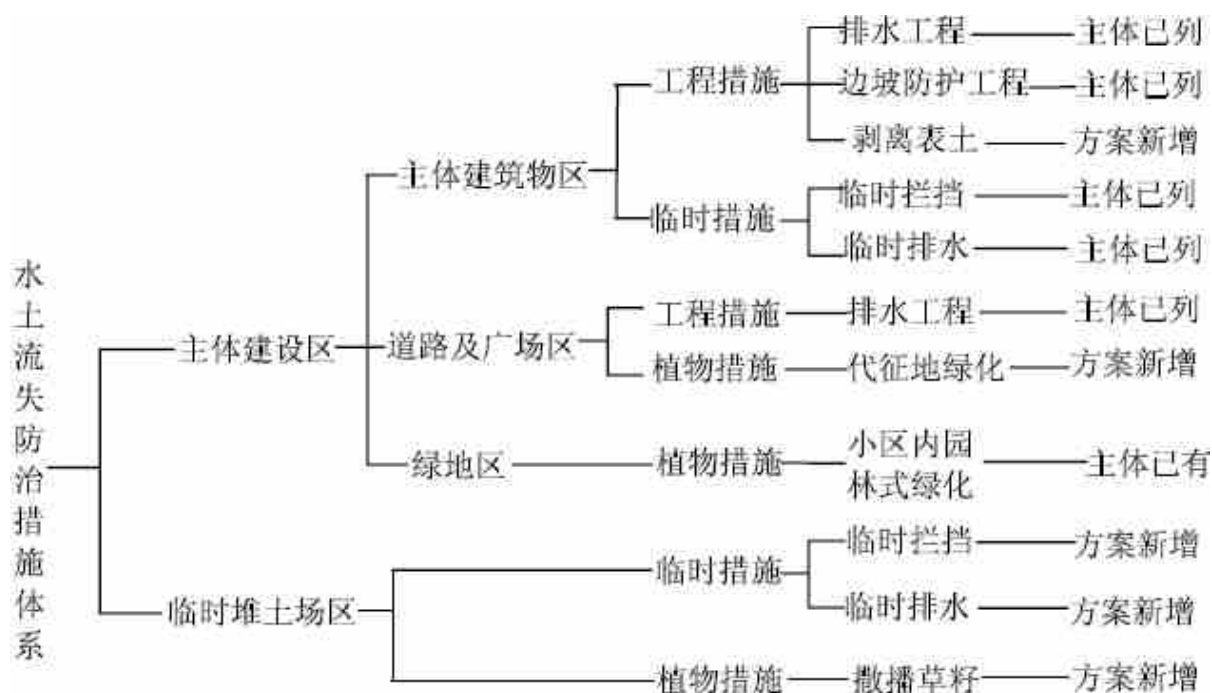 水土流失防治措施体系
主体建设区
主体建筑物区
工程措施
排水工程
主体已列
边坡防护工程
主体已列
剥离表土
方案新增
临时措施
临时拦挡
主体已列
临时排水
主体已列
道路及广场区
工程措施
排水工程
主体已列
植物措施
代征地绿化
方案新增
绿地区
植物措施
小区内园
林式绿化
主体已有
临时堆土场区
临时措施
临时拦挡
方案新增
临时排水
方案新增
植物措施
撒播草籽
方案新增